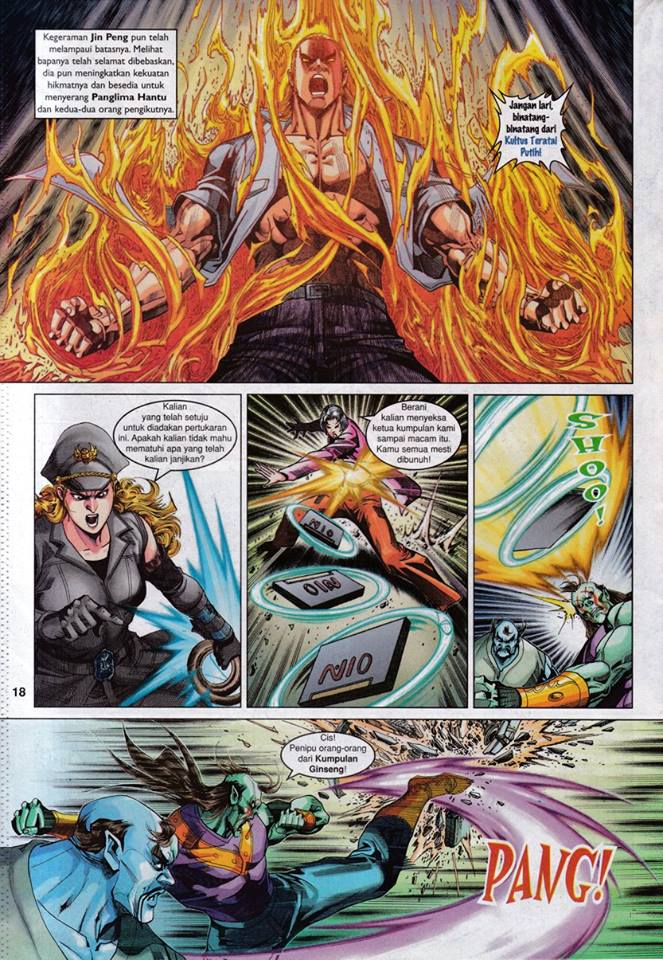 Kegeraman Jin Peng pun telah
melampaui batasnya. Melihat
bapanya telah selamat dibebaskan,
dia pun meningkatkan kekuatan
hikmatnya dan besedia untuk
menyerang Panglima Hantu
dan kedua-dua orang pengikutnya.
Jangan lari,
binatang-
binatang dari
Kultus Teratai
Putih!
Kalian
yang telah setuju
untuk diadakan pertukaran
ini. Apakah kalian tidak mahu
mematuhi apa yang telah
kalian janjikan?
Berani
kalian menyeksa
ketua kumpulan kami
sampai macam itu.
Kamu semua mesti
dibunuh!
SHOO!
18
Cis!
Penipu orang-orang
dari Kumpulan
Ginseng!
PANG!